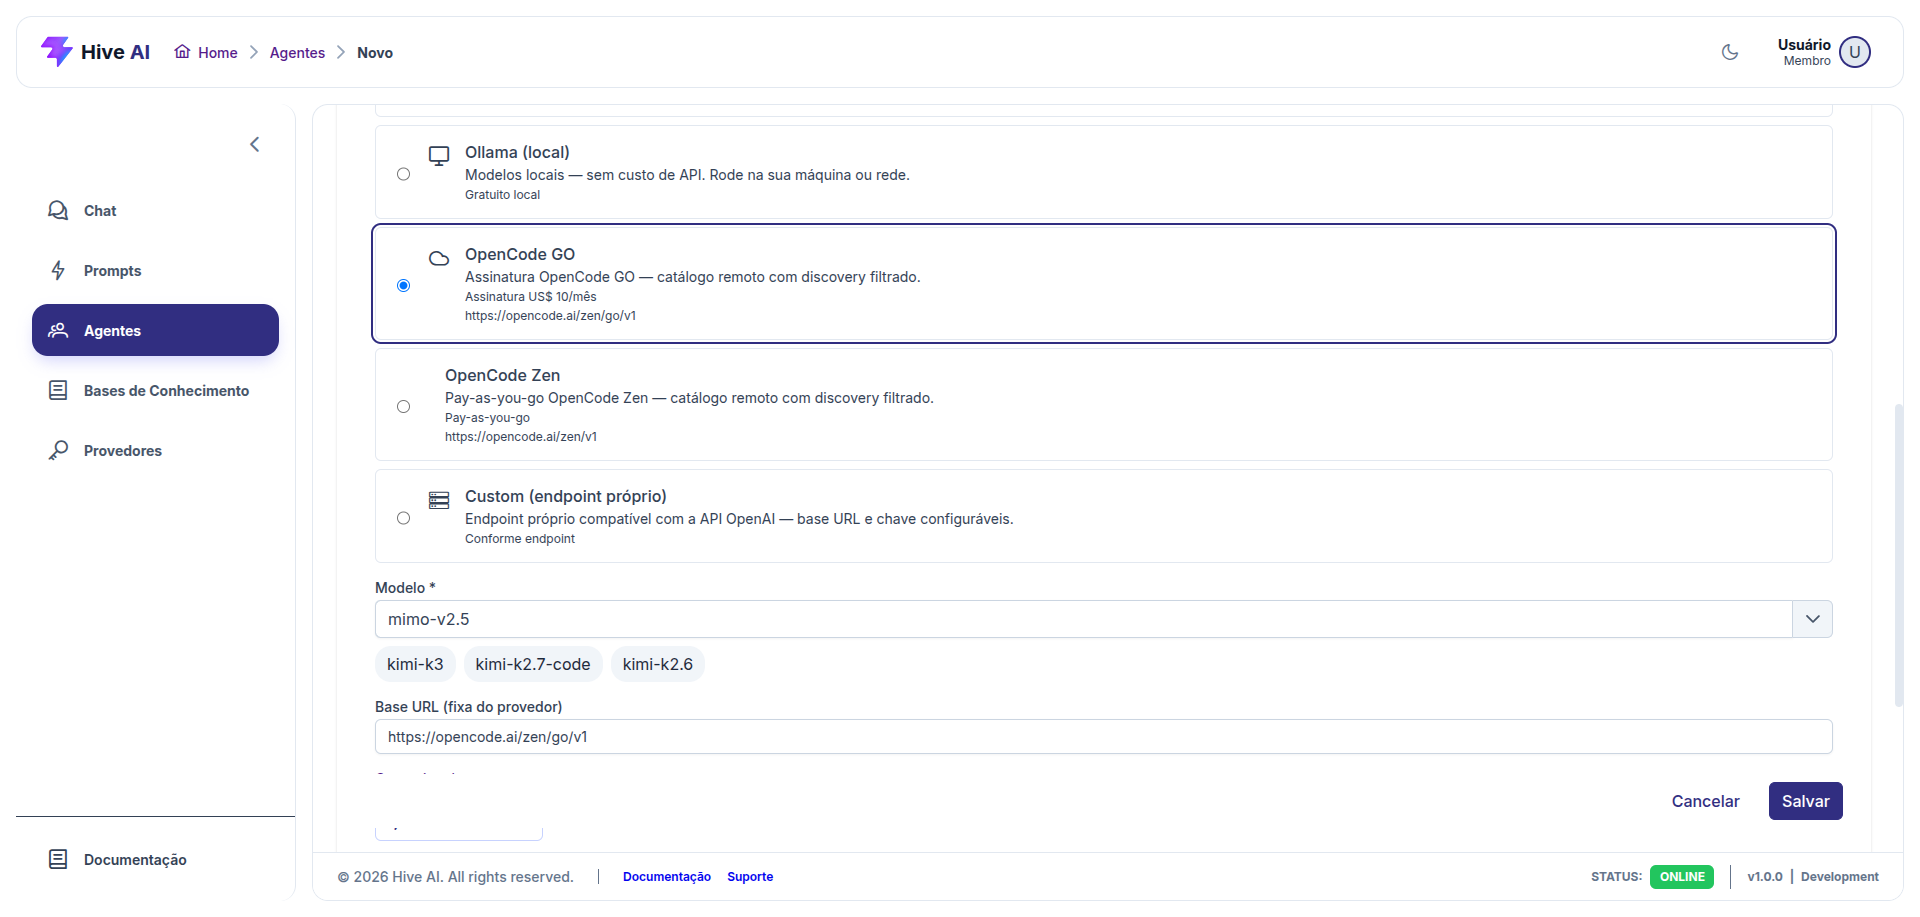 Hive AI
Home
Agentes
Novo
Usuário
Membro
U
Chat
Prompts
Agentes
Bases de Conhecimento
Provedores
Documentação
Ollama (local)
Modelos locais — sem custo de API. Rode na sua máquina ou rede.
Gratuito local
OpenCode GO
Assinatura OpenCode GO — catálogo remoto com discovery filtrado.
Assinatura US$ 10/mês
https://opencode.ai/zen/go/v1
OpenCode Zen
Pay-as-you-go OpenCode Zen — catálogo remoto com discovery filtrado.
Pay-as-you-go
https://opencode.ai/zen/v1
Custom (endpoint próprio)
Endpoint próprio compatível com a API OpenAI — base URL e chave configuráveis.
Conforme endpoint
Modelo *
mimo-v2.5
kimi-k3
kimi-k2.7-code
kimi-k2.6
Base URL (fixa do provedor)
https://opencode.ai/zen/go/v1
Cancelar
Salvar
© 2026 Hive AI. All rights reserved.
Documentação
Suporte
STATUS:
ONLINE
v1.0.0 | Development